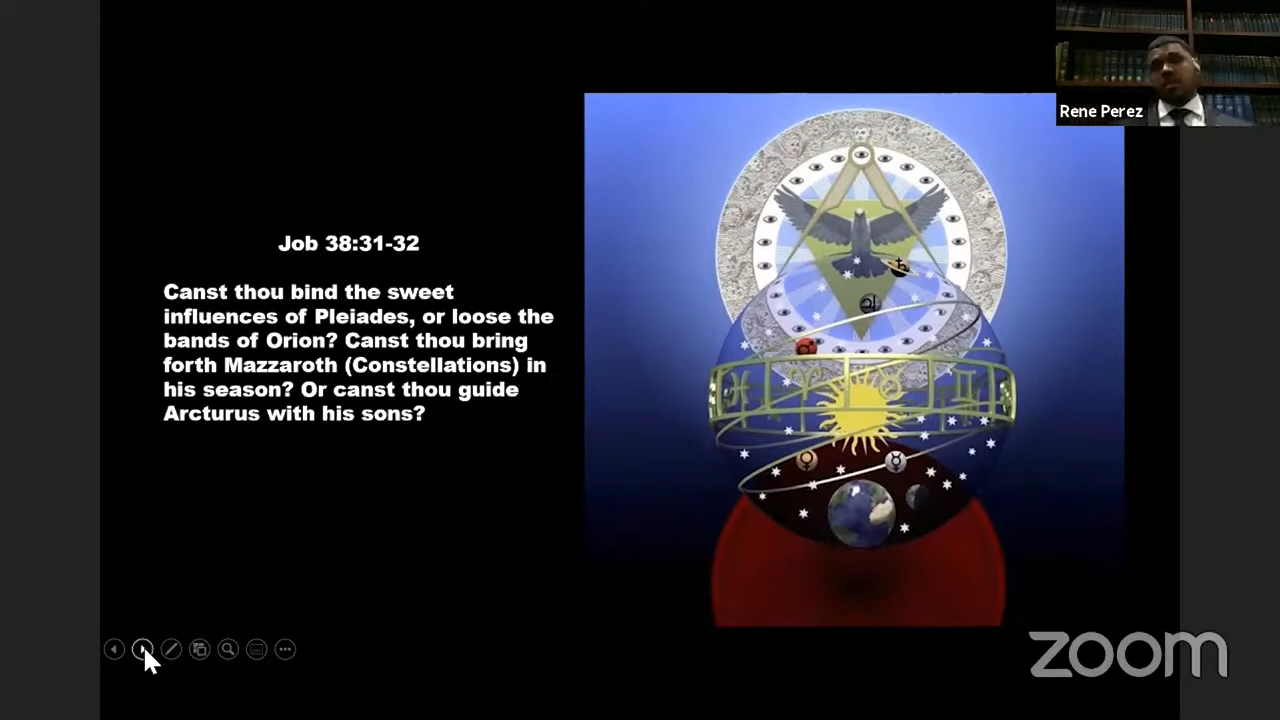 Rene Perez
Job 38:31-32
Canst thou bind the sweet
influences of Pleiades, or loose the
bands of Orion? Canst thou bring
forth Mazzaroth (Constellations) in
his season? Or canst thou guide
Arcturus with his sons?
zoom